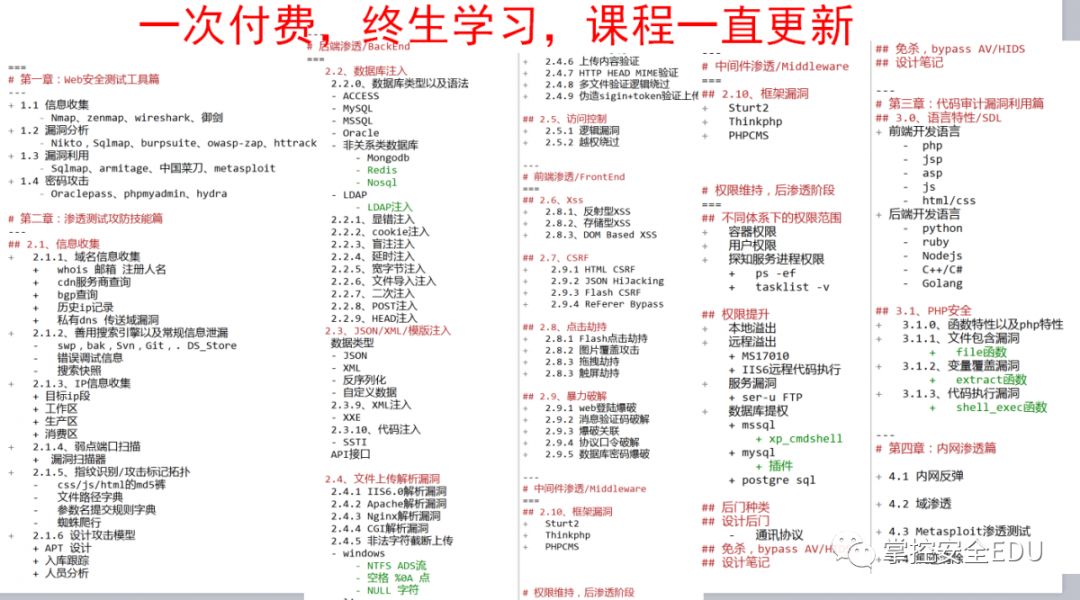 一次付费，终生学习，课程一直更新
===
# 第一章：Web安全测试工具篇
---
+ 1.1 信息收集
- Nmap、zenmap、wireshark、御剑
+ 1.2 漏洞分析
- Nikto，Sqlmap、burpsuite、owasp-zap、httrack
+ 1.3 漏洞利用
- Sqlmap、armitage、中国菜刀、metasploit
+ 1.4 密码攻击
- Oraclepass、phpmyadmin、hydra
# 第二章：渗透测试攻防技能篇
---
## 2.1、信息收集
+ 2.1.1、域名信息收集
+ whois 邮箱 注册人名
+ cdn服务商查询
+ bgp查询
+ 历史ip记录
+ 私有dns 传送域漏洞
+ 2.1.2、善用搜索引擎以及常规信息泄漏
- swp，bak，Svn，Git，. DS_Store
- 错误调试信息
- 搜索快照
+ 2.1.3、IP信息收集
+ 目标ip段
+ 工作区
+ 生产区
+ 消费区
+ 2.1.4、弱点端口扫描
+ 漏洞扫描器
+ 2.1.5、指纹识别/攻击标记拓扑
- css/js/html的md5裤
- 文件路径字典
- 参数名提交规则字典
- 蜘蛛爬行
+ 2.1.6 设计攻击模型
+ APT 设计
+ 入库跟踪
+ 人员分析
# 后端渗透/BackEnd
===
2.2、数据库注入
2.2.0、数据库类型以及语法
- ACCESS
- MySQL
- MSSQL
- Oracle
- 非关系类数据库
- Mongodb
- Redis
- Nosql
- LDAP
- LDAP注入
2.2.1、显错注入
2.2.2、cookie注入
2.2.3、盲注注入
2.2.4、延时注入
2.2.5、宽字节注入
2.2.6、文件导入注入
2.2.7、二次注入
2.2.8、POST注入
2.2.9、HEAD注入
2.3、JSON/XML/模版注入
数据类型
- JSON
- XML
- 反序列化
- 自定义数据
2.3.9、XML注入
- XXE
2.3.10、代码注入
- SSTI
API接口
2.4、文件上传解析漏洞
2.4.1 IIS6.0解析漏洞
2.4.2 Apache解析漏洞
2.4.3 Nginx解析漏洞
2.4.4 CGI解析漏洞
2.4.5 非法字符截断上传
- windows
- NTFS ADS流
- 空格 %0A 点
- NULL 字符
+ 2.4.6 上传内容验证
+ 2.4.7 HTTP HEAD MIME验证
+ 2.4.8 多文件验证逻辑绕过
+ 2.4.9 伪造sigin+token验证上传
## 2.5、访问控制
+ 2.5.1 逻辑漏洞
+ 2.5.2 越权绕过
---
# 前端渗透/FrontEnd
===
## 2.6、Xss
+ 2.8.1、反射型XSS
+ 2.8.2、存储型XSS
+ 2.8.3、DOM Based XSS
## 2.7、CSRF
+ 2.9.1 HTML CSRF
+ 2.9.2 JSON HiJacking
+ 2.9.3 Flash CSRF
+ 2.9.4 ReFerer Bypass
## 2.8、点击劫持
+ 2.8.1 Flash点击劫持
+ 2.8.2 图片覆盖攻击
+ 2.8.3 拖拽劫持
+ 2.8.3 触屏劫持
## 2.9、暴力破解
+ 2.9.1 web登陆爆破
+ 2.9.2 消息验证码破解
+ 2.9.3 爆破关联
+ 2.9.4 协议口令破解
+ 2.9.5 数据库密码爆破
---
# 中间件渗透/Middleware
===
## 2.10、框架漏洞
+ Sturt2
+ Thinkphp
+ PHPCMS
# 权限维持，后渗透阶段
---
# 中间件渗透/Middleware
===
## 2.10、框架漏洞
+ Sturt2
+ Thinkphp
+ PHPCMS
# 权限维持，后渗透阶段
===
## 不同体系下的权限范围
+ 容器权限
+ 用户权限
+ 探知服务进程权限
+ ps -ef
+ tasklist -v
## 权限提升
+ 本地溢出
+ 远程溢出
+ MS17010
+ IIS6远程代码执行
+ 服务漏洞
+ ser-u FTP
+ 数据库提权
+ mssql
+ xp_cmdshell
+ mysql
+ 插件
+ postgre sql
## 后门种类
## 设计后门
- 通讯协议
## 免杀，bypass AV/HI
## 设计笔记
## 免杀，bypass AV/HIDS
## 设计笔记
---
# 第三章：代码审计漏洞利用篇
## 3.0、语言特性/SDL
+ 前端开发语言
- php
- jsp
- asp
- js
- html/css
+ 后端开发语言
- python
- ruby
- Nodejs
- C++/C#
- Golang
## 3.1、PHP安全
+ 3.1.0、函数特性以及php特性
+ 3.1.1、文件包含漏洞
+ file函数
+ 3.1.2、变量覆盖漏洞
+ extract函数
+ 3.1.3、代码执行漏洞
+ shell_exec函数
---
# 第四章：内网渗透篇
+ 4.1 内网反弹
+ 4.2 域渗透
+ 4.3 Metasploit渗透测试
掌控安全EDU